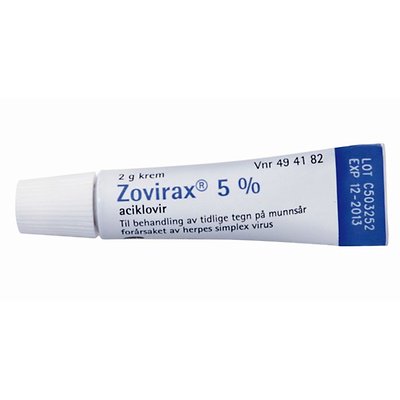 2 g krem
Vnr 49 41 82
Zovirax® 5 %
aciklovir
Til behandling av tidlige tegn på munnsår
forårsaket av herpes simplex virus
LOT C503252
EXP 12-2013